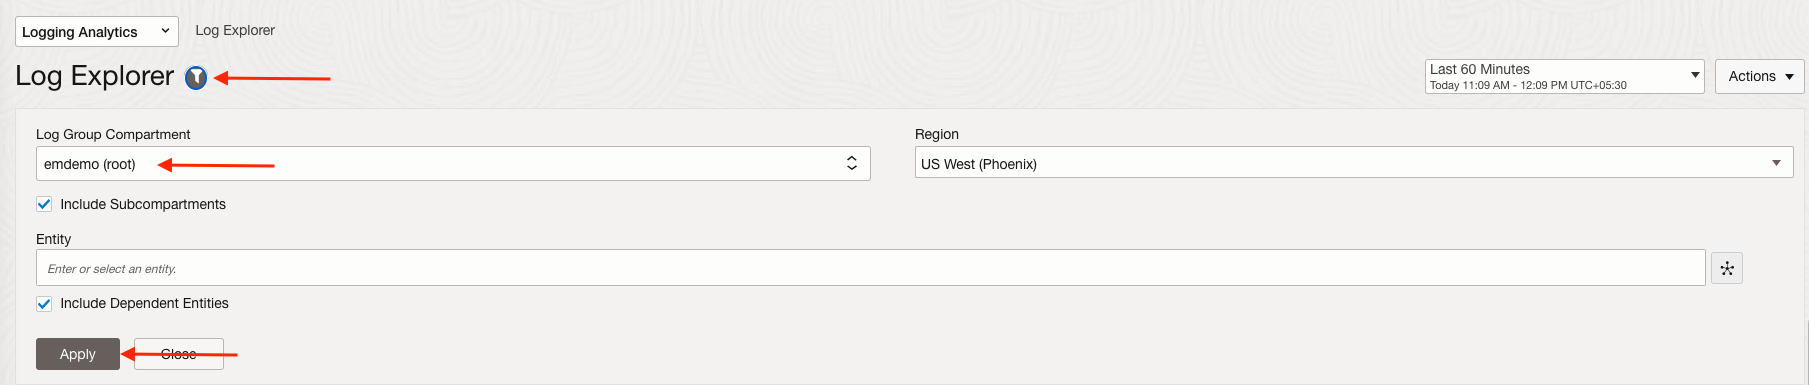 Logging Analytics
Log Explorer
Log Explorer
Last 60 Minutes
Today 11:09 AM - 12:09 PM UTC+05:30
Actions
Log Group Compartment
Region
emdemo (root)
US West (Phoenix)
Include Subcompartments
Entity
Enter or select an entity.
Include Dependent Entities
Apply
Close